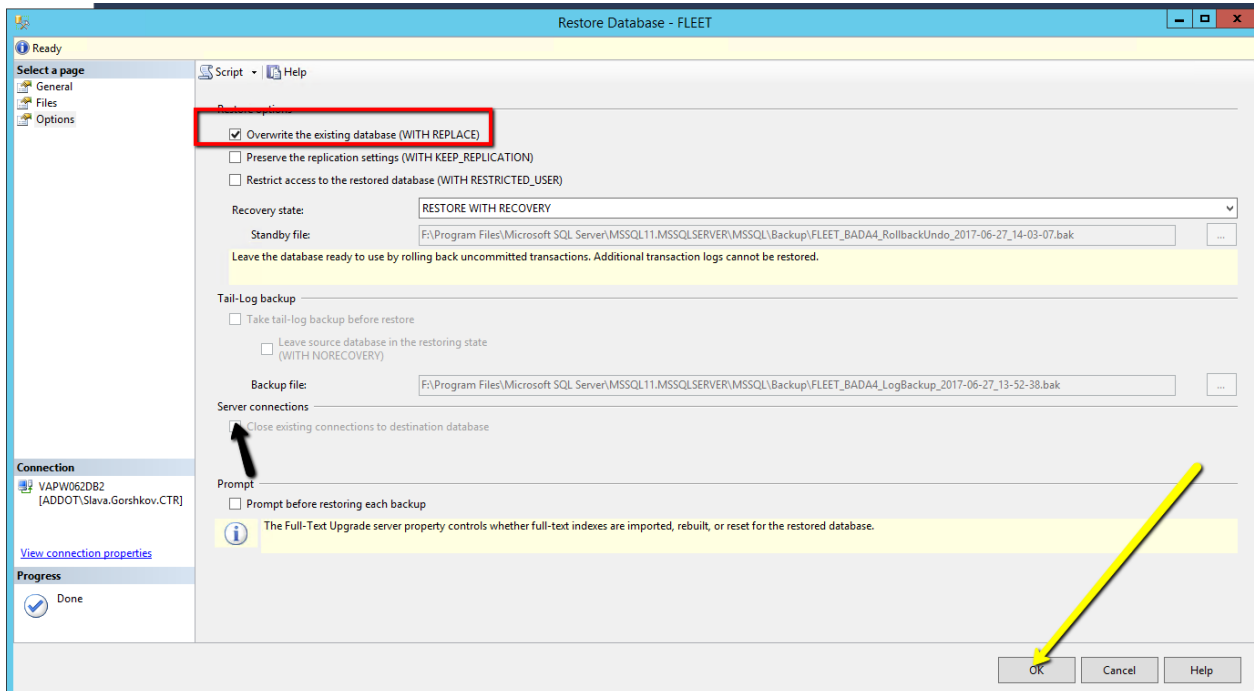 Restore Database - FLEET
Ready
Select a page
General
Files
Options
Script
Help
Restore options
Overwrite the existing database (WITH REPLACE)
Preserve the replication settings (WITH KEEP_REPLICATION)
Restrict access to the restored database (WITH RESTRICTED_USER)
Recovery state:
RESTORE WITH RECOVERY
Standby file:
F:\Program Files\Microsoft SQL Server\MSSQL11.MSSQLSERVER\MSSQL\Backup\FLEET_BADA4_RollbackUndo_2017-06-27_14-03-07.bak
...
Leave the database ready to use by rolling back uncommitted transactions. Additional transaction logs cannot be restored.
Tail-Log backup
Take tail-log backup before restore
Leave source database in the restoring state
(WITH NORECOVERY)
Backup file:
F:\Program Files\Microsoft SQL Server\MSSQL11.MSSQLSERVER\MSSQL\Backup\FLEET_BADA4_LogBackup_2017-06-27_13-52-38.bak
...
Server connections
Close existing connections to destination database
Connection
VAPW062DB2
[ADDOT\Slava.Gorshkov.CTR]
View connection properties
Prompt
Prompt before restoring each backup
The Full-Text Upgrade server property controls whether full-text indexes are imported, rebuilt, or reset for the restored database.
Progress
Done
OK
Cancel
Help